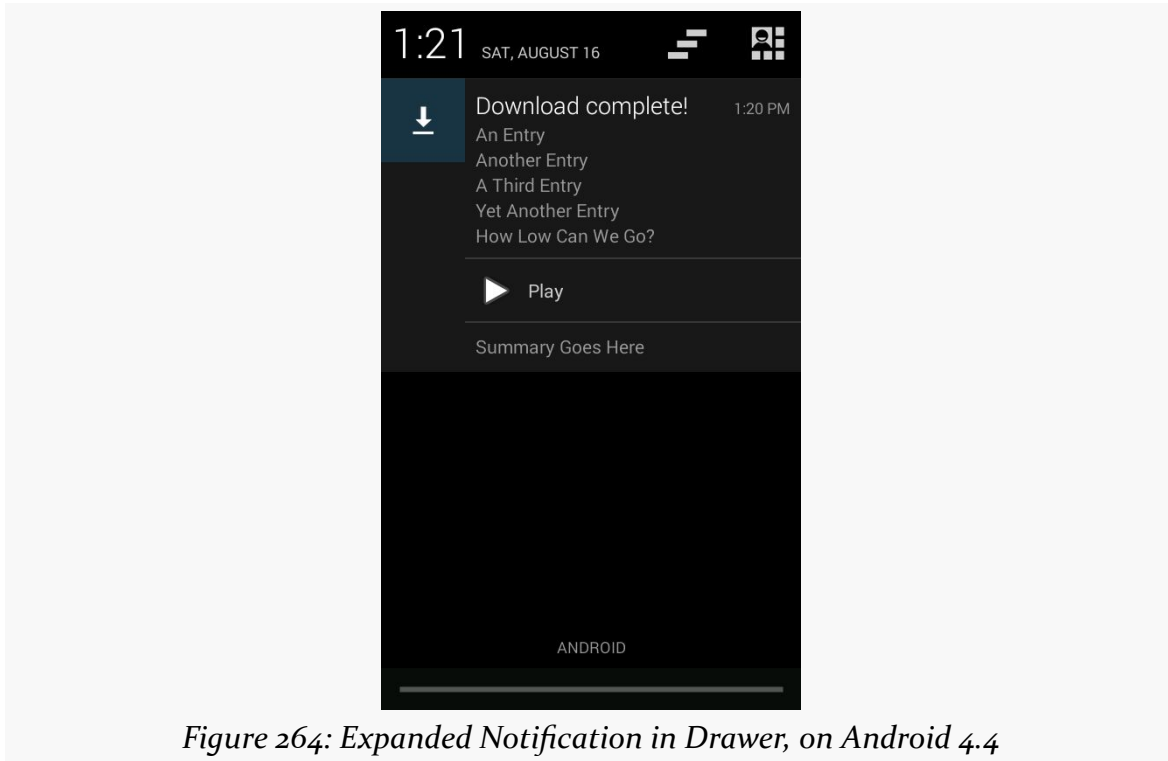 1:21 SAT, AUGUST 16
Download complete! 1:20 PM
An Entry
Another Entry
A Third Entry
Yet Another Entry
How Low Can We Go?
Play
Summary Goes Here
ANDROID
Figure 264: Expanded Notification in Drawer, on Android 4.4